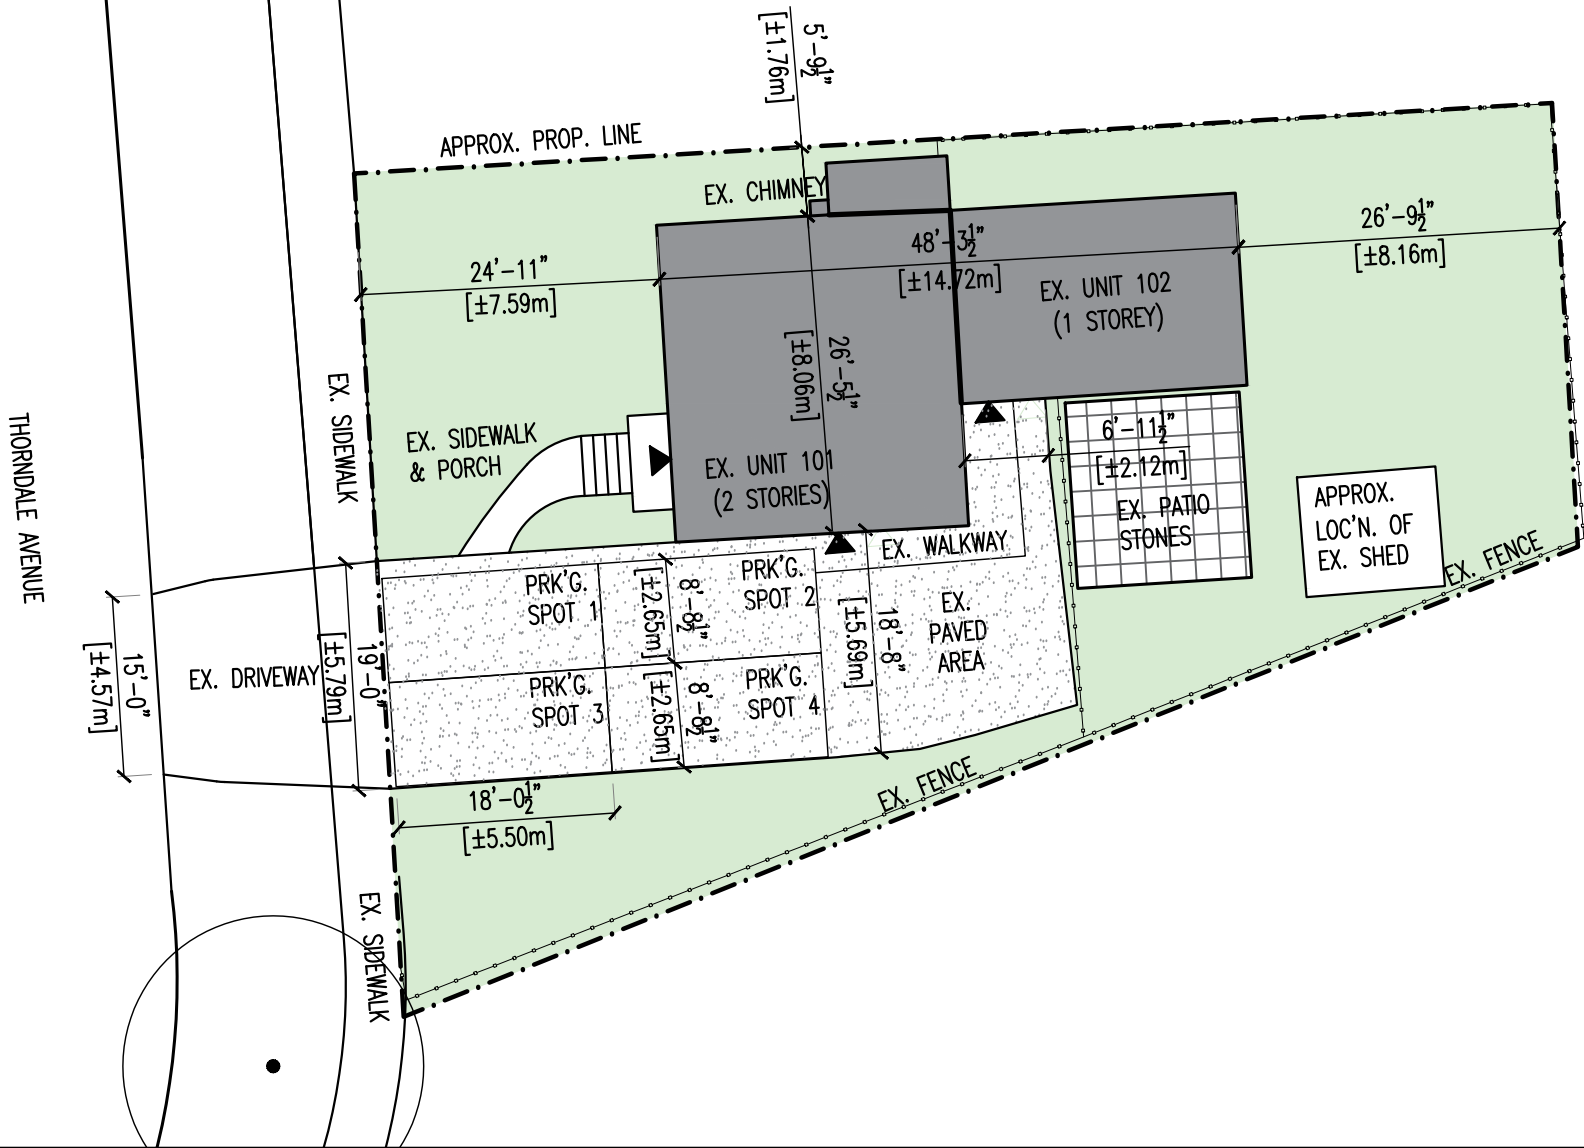 5'-9½"
[±1.76m]
APPROX. PROP. LINE
EX. CHIMNEY
48'-3½"
[±14.72m]
26'-9½"
[±8.16m]
24'-11"
[±7.59m]
EX. UNIT 102
(1 STOREY)
26'-5½"
[±8.06m]
EX. SIDEWALK
THORNDALE AVENUE
EX. SIDEWALK
& PORCH
EX. UNIT 101
(2 STORIES)
6'-11½"
[±2.12m]
EX. PATIO
STONES
APPROX.
LOC'N. OF
EX. SHED
EX. FENCE
EX. WALKWAY
PRK'G.
SPOT 1
8'-8½"
[±2.65m]
PRK'G.
SPOT 2
18'-8"
[±5.69m]
EX.
PAVED
AREA
15'-0"
[±4.57m]
EX. DRIVEWAY
19'-0"
[±5.79m]
PRK'G.
SPOT 3
8'-8½"
[±2.65m]
PRK'G.
SPOT 4
18'-0½"
[±5.50m]
EX. FENCE
EX. SIDEWALK